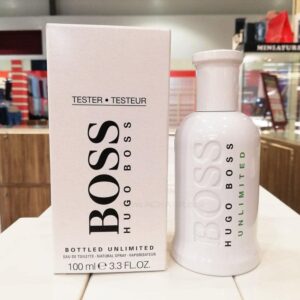 MINIATUR
TESTER • TESTEUR
BOSS
HUGO BOSS
BOTTLED UNLIMITED
EAU DE TOILETTE • NATURAL SPRAY • VAPORISATEUR
100 ml ℮ 3.3 FL.OZ.
BOSS
HUGO BOSS
UNLIMITED